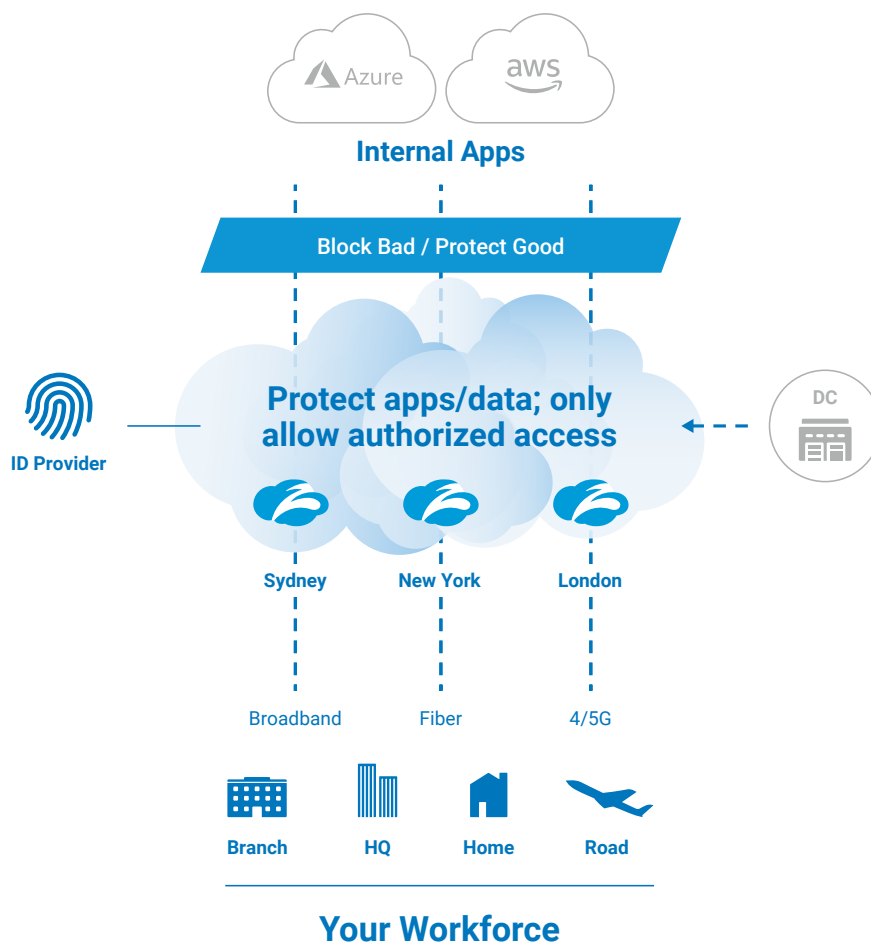 Azure
aws
Internal Apps
Block Bad / Protect Good
Protect apps/data; only
allow authorized access
ID Provider
DC
Sydney
New York
London
Broadband
Fiber
4/5G
Branch
HQ
Home
Road
Your Workforce